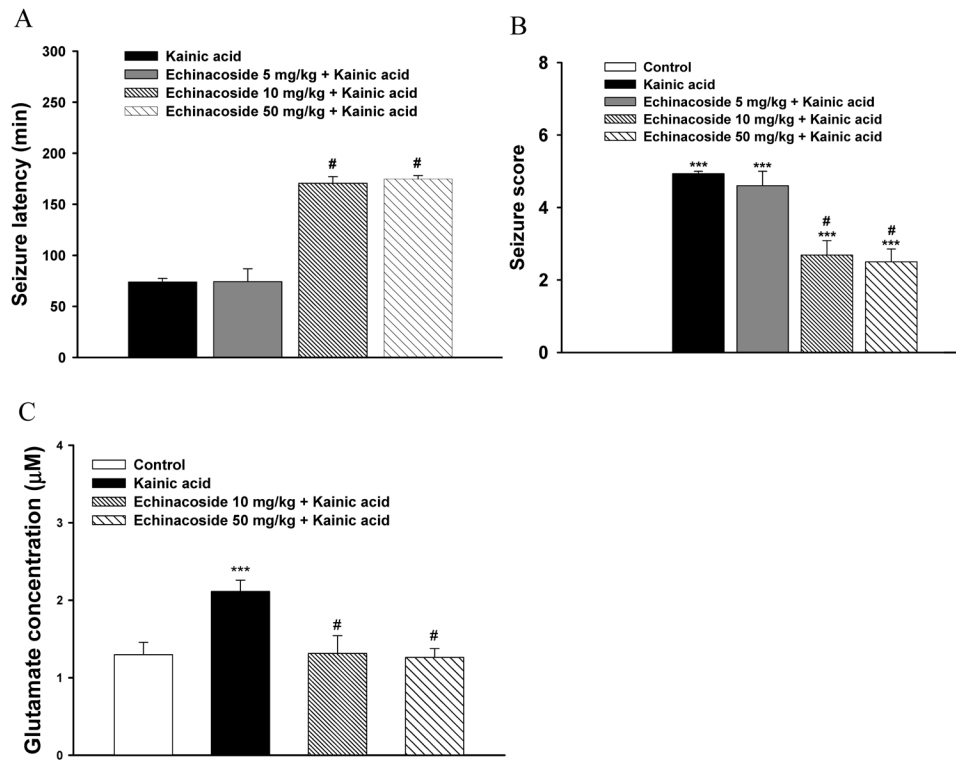 A
Seizure latency (min)
300
250
200
150
100
50
0
Kainic acid
Echinacoside 5 mg/kg + Kainic acid
Echinacoside 10 mg/kg + Kainic acid
Echinacoside 50 mg/kg + Kainic acid
#
#
B
Seizure score
8
6
4
2
0
Control
Kainic acid
Echinacoside 5 mg/kg + Kainic acid
Echinacoside 10 mg/kg + Kainic acid
Echinacoside 50 mg/kg + Kainic acid
***
***
#
***
#
***
C
Glutamate concentration (μM)
4
3
2
1
0
Control
Kainic acid
Echinacoside 10 mg/kg + Kainic acid
Echinacoside 50 mg/kg + Kainic acid
***
#
#